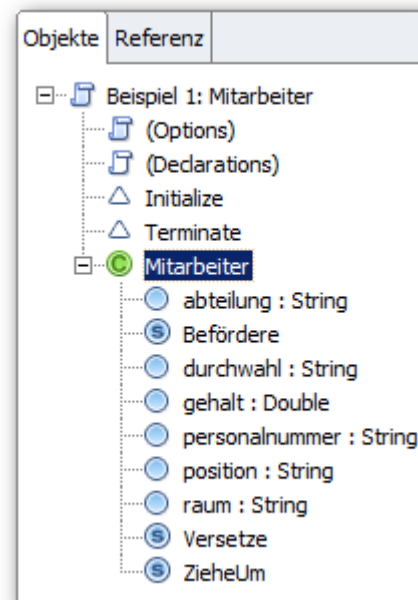 Objekte Referenz
Beispiel 1: Mitarbeiter
(Options)
(Declarations)
Initialize
Terminate
C Mitarbeiter
abteilung : String
S Befördere
durchwahl : String
gehalt : Double
personalnummer : String
position : String
raum : String
S Versetze
S ZieheUm